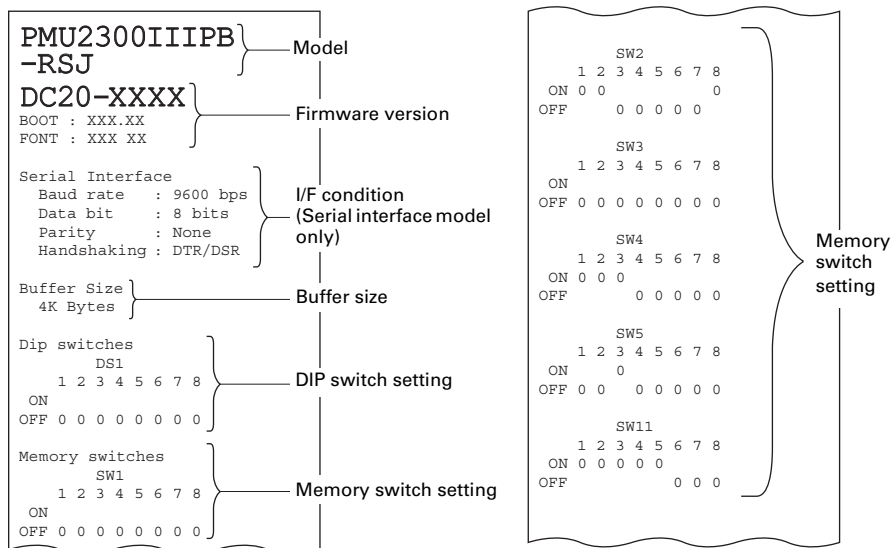 PMU2300IIIPB
-RSJ
Model
DC20-XXXX
BOOT : XXX.XX
FONT : XXX XX
Firmware version
Serial Interface
Baud rate : 9600 bps
Data bit : 8 bits
Parity : None
Handshaking : DTR/DSR
I/F condition
(Serial interface model
only)
Buffer Size
4K Bytes
Buffer size
Dip switches
DS1
1 2 3 4 5 6 7 8
ON
OFF 0 0 0 0 0 0 0 0
DIP switch setting
Memory switches
SW1
1 2 3 4 5 6 7 8
ON
OFF 0 0 0 0 0 0 0 0
Memory switch setting
SW2
1 2 3 4 5 6 7 8
ON 0 0 0
OFF 0 0 0 0 0
SW3
1 2 3 4 5 6 7 8
ON
OFF 0 0 0 0 0 0 0 0
SW4
1 2 3 4 5 6 7 8
ON 0 0 0
OFF 0 0 0 0 0
SW5
1 2 3 4 5 6 7 8
ON 0
OFF 0 0 0 0 0 0 0
SW11
1 2 3 4 5 6 7 8
ON 0 0 0 0 0
OFF 0 0 0
Memory
switch
setting